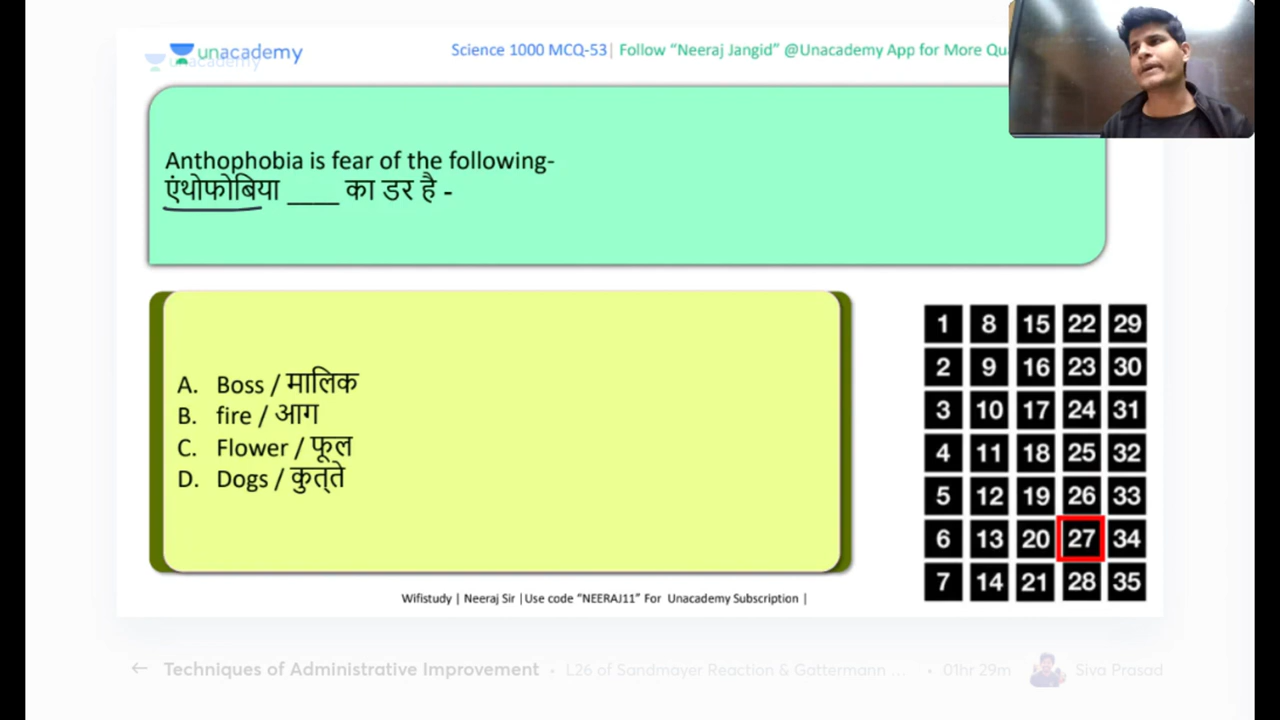 unacademy
Science 1000 MCQ-53| Follow “Neeraj Jangid” @Unacademy App for More Qu
Anthophobia is fear of the following-
एंथोफोबिया ____ का डर है -
A. Boss / मालिक
B. fire / आग
C. Flower / फूल
D. Dogs / कुत्ते
1 8 15 22 29
2 9 16 23 30
3 10 17 24 31
4 11 18 25 32
5 12 19 26 33
6 13 20 27 34
7 14 21 28 35
Wifistudy | Neeraj Sir |Use code “NEERAJ11” For Unacademy Subscription |
← Techniques of Administrative Improvement • L26 of Sandmayer Reaction & Gattermann ... • 01hr 29m Siva Prasad